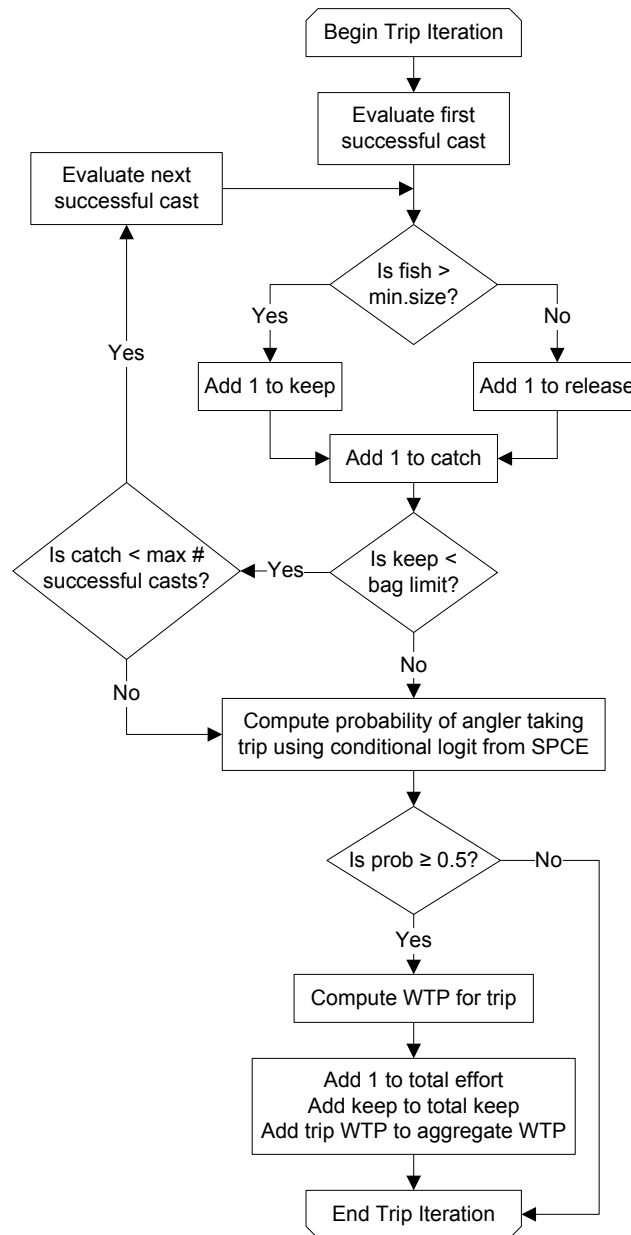 Begin Trip Iteration
Evaluate first
successful cast
Evaluate next
successful cast
Is fish >
min.size?
Yes
No
Yes
Add 1 to keep
Add 1 to release
Add 1 to catch
Is catch < max #
successful casts?
Yes
Is keep <
bag limit?
No
No
Compute probability of angler taking
trip using conditional logit from SPCE
Is prob ≥ 0.5?
No
Yes
Compute WTP for trip
Add 1 to total effort
Add keep to total keep
Add trip WTP to aggregate WTP
End Trip Iteration